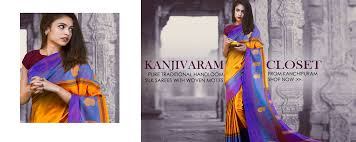 KANJIVARAM CLOSET
PURE TRADITIONAL HANDLOOM FROM KANCHIPURAM
SILK SAREES WITH WOVEN MOTIFS SHOP NOW >>